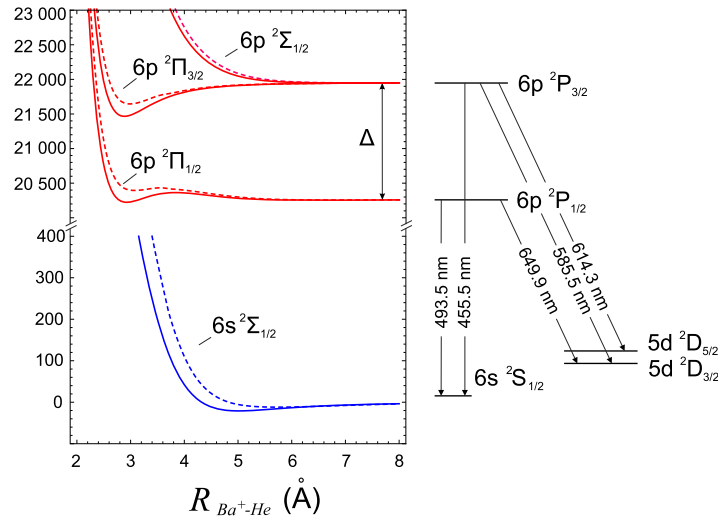 23 000
22 000
21 500
21 000
20 500
400
300
200
100
0
2
3
4
5
6
7
8
R Ba⁺-He (Å)
6p ²Σ1/2
6p ²Π3/2
6p ²Π1/2
Δ
6s ²Σ1/2
6p ²P3/2
6p ²P1/2
493.5 nm
455.5 nm
649.9 nm
585.5 nm
614.3 nm
5d ²D5/2
5d ²D3/2
6s ²S1/2